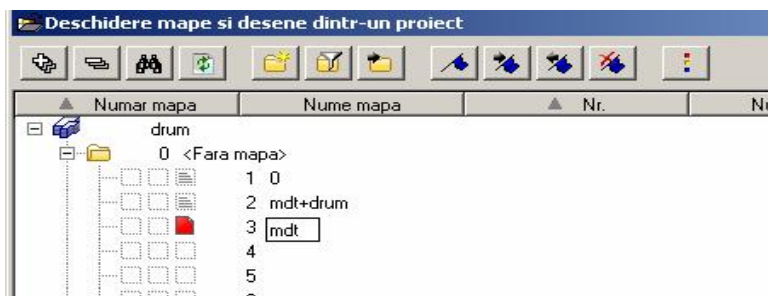 Deschidere mape si desene dintr-un proiect
Numar mapa Nume mapa Nr.
drum
0 <Fara mapa>
1 0
2 mdt+drum
3 mdt
4
5